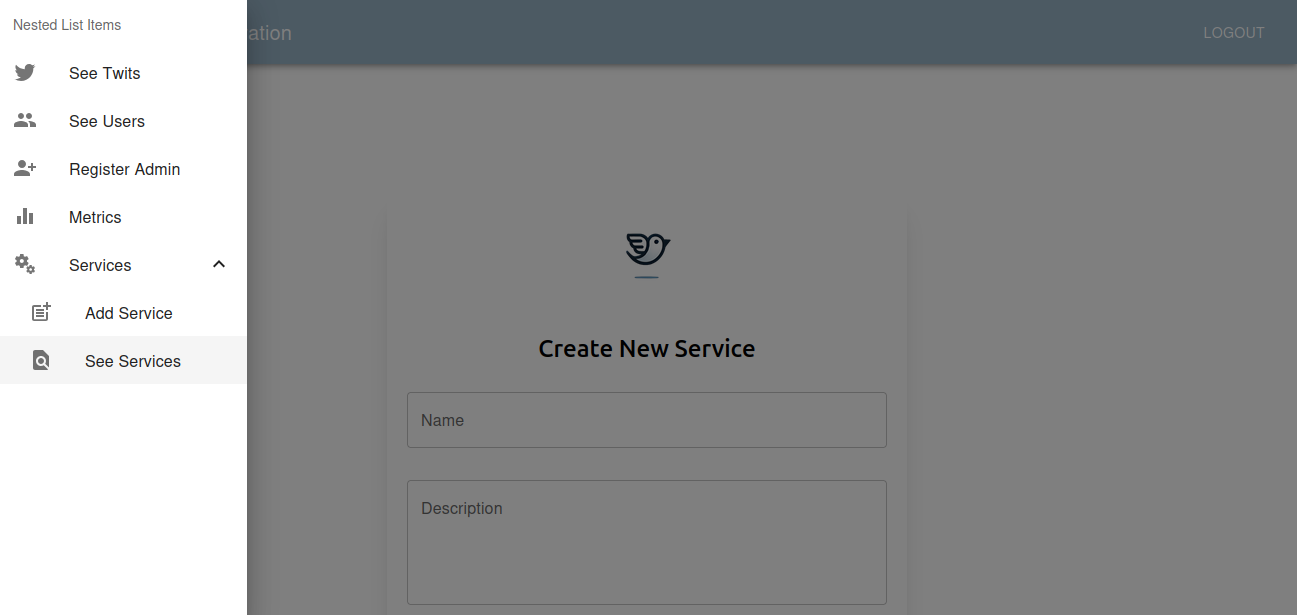 Nested List Items
ation
LOGOUT
See Twits
See Users
Register Admin
Metrics
Services
Add Service
See Services
Create New Service
Name
Description